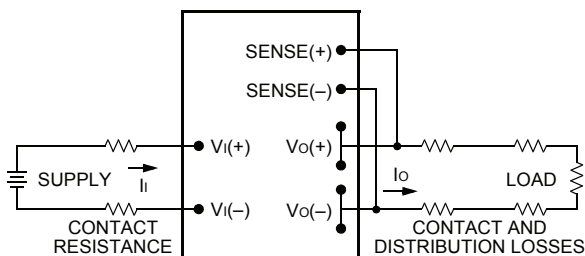 SENSE(+)
SENSE(–)
VI(+)
VO(+)
IO
SUPPLY
II
LOAD
VI(–)
VO(–)
CONTACT
RESISTANCE
CONTACT AND
DISTRIBUTION LOSSES